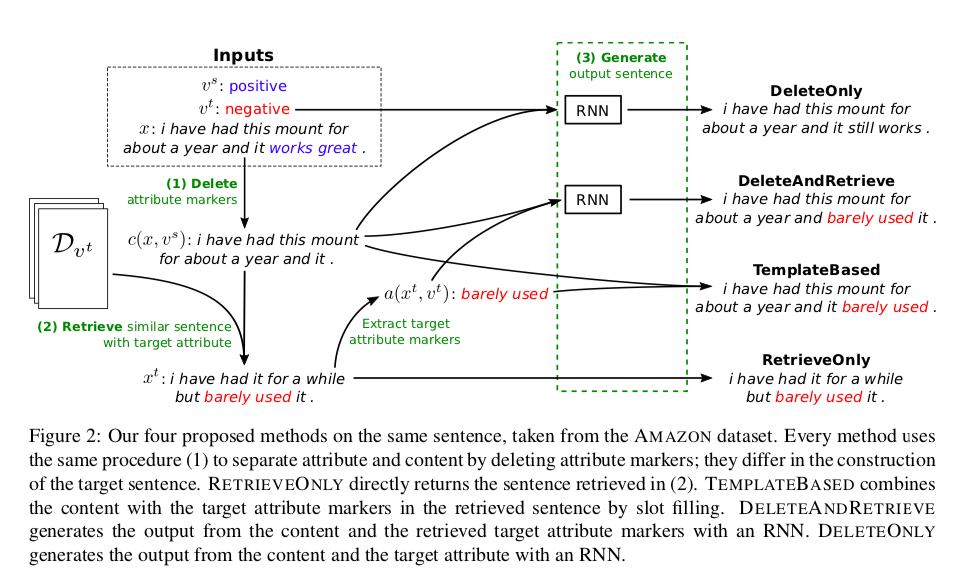 Inputs
v^s: positive
v^t: negative
x: i have had this mount for
about a year and it works great .
(1) Delete
attribute markers
D_{v^t}
c(x, v^s): i have had this mount
for about a year and it .
(2) Retrieve similar sentence
with target attribute
a(x^t, v^t): barely used
Extract target
attribute markers
x^t: i have had it for a while
but barely used it .
(3) Generate
output sentence
RNN
RNN
DeleteOnly
i have had this mount for
about a year and it still works .
DeleteAndRetrieve
i have had this mount for
about a year and barely used it .
TemplateBased
i have had this mount for
about a year and it barely used .
RetrieveOnly
i have had it for a while
but barely used it .
Figure 2: Our four proposed methods on the same sentence, taken from the AMAZON dataset. Every method uses
the same procedure (1) to separate attribute and content by deleting attribute markers; they differ in the construction
of the target sentence. RETRIEVEONLY directly returns the sentence retrieved in (2). TEMPLATEBASED combines
the content with the target attribute markers in the retrieved sentence by slot filling. DELETEANDRETRIEVE
generates the output from the content and the retrieved target attribute markers with an RNN. DELETEONLY
generates the output from the content and the target attribute with an RNN.